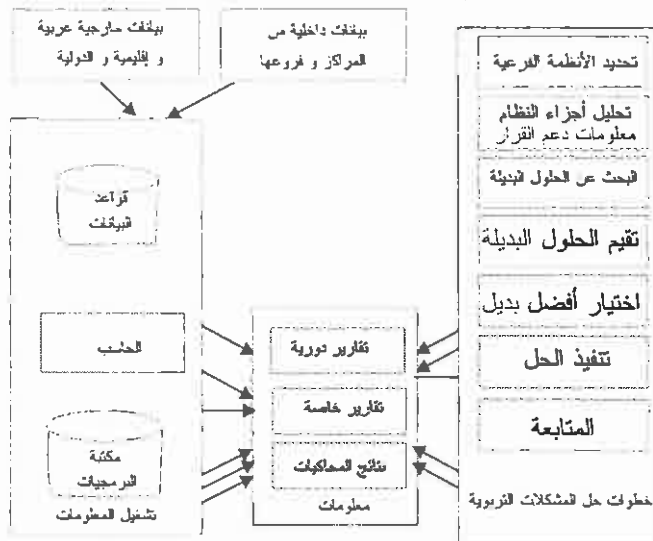 بيانات خارجية عربية
و إقليمية و الدولية
بيانات داخلية من
المراكز و فروعها
قواعد
البيانات
الحاسب
مكتبة
البرمجيات
تشغيل المعلومات
تقارير دورية
تقارير خاصة
نتائج المحاكيات
معلومات
تحديد الأنظمة الفرعية
تحليل أجزاء النظام
معلومات دعم القرار
البحث عن الحلول البديلة
تقيم الحلول البديلة
اختيار أفضل بديل
تنفيذ الحل
المتابعة
خطوات حل المشكلات التربوية